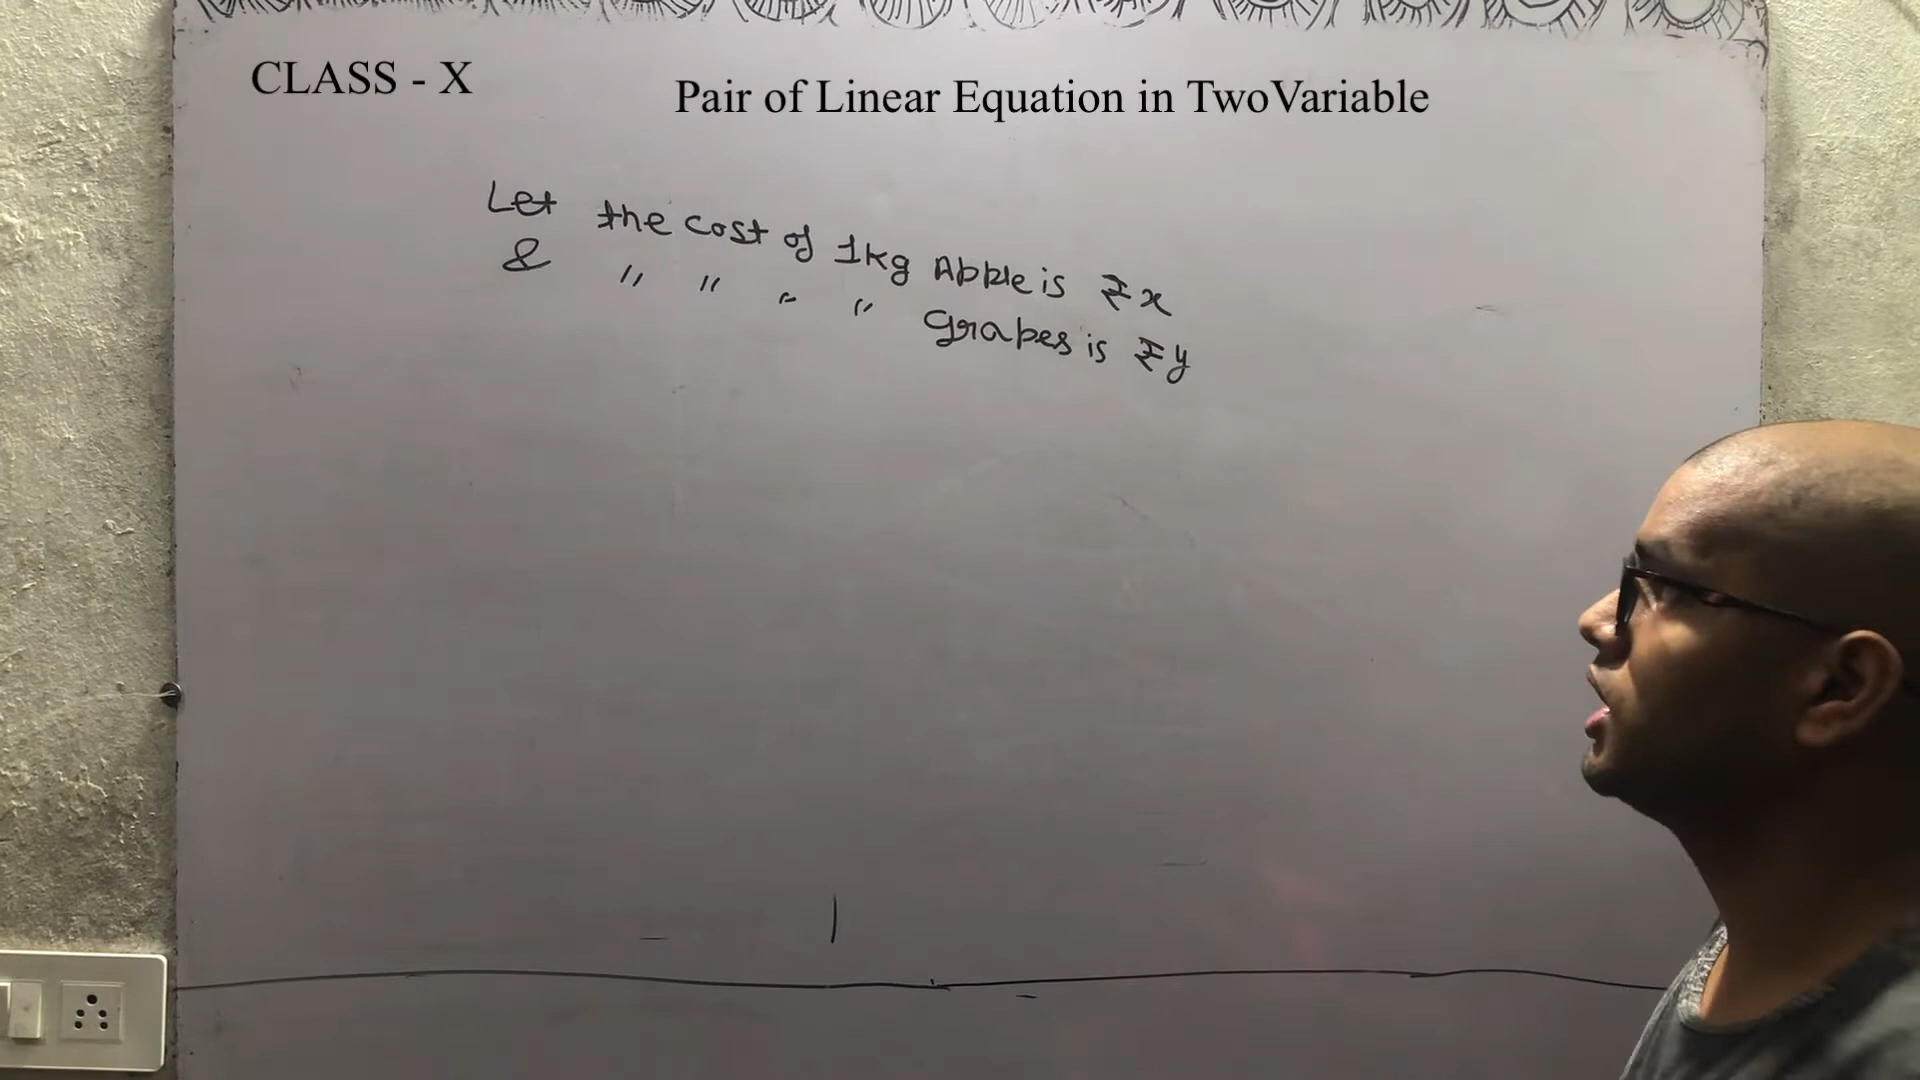 CLASS - X
Pair of Linear Equation in TwoVariable
Let the cost of 1kg Apple is ₹x
& " " " " Grapes is ₹y